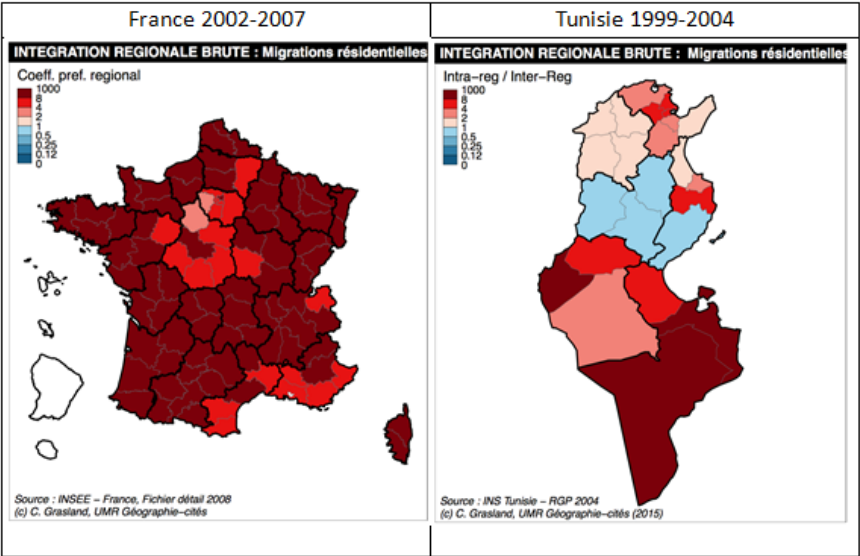 France 2002-2007
Tunisie 1999-2004
INTEGRATION REGIONALE BRUTE : Migrations résidentielles
Coeff. pref. regional
1000
8
4
2
1
0.5
0.25
0.12
0
Source : INSEE – France, Fichier détail 2008
(c) C. Grasland, UMR Géographie–cités
INTEGRATION REGIONALE BRUTE : Migrations résidentielles
Intra–reg / Inter–Reg
1000
8
4
2
1
0.5
0.25
0.12
0
Source : INS Tunisie – RGP 2004
(c) C. Grasland, UMR Géographie–cités (2015)